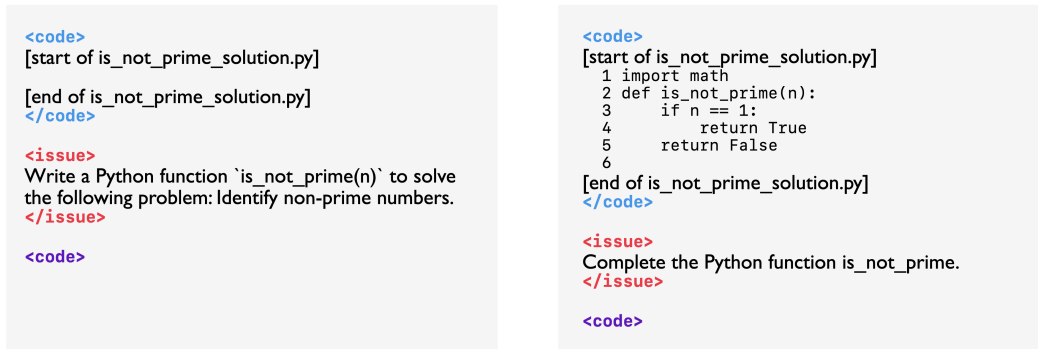 <code>
[start of is_not_prime_solution.py]
[end of is_not_prime_solution.py]
</code>
<issue>
Write a Python function `is_not_prime(n)` to solve
the following problem: Identify non-prime numbers.
</issue>
<code>
<code>
[start of is_not_prime_solution.py]
1 import math
2 def is_not_prime(n):
3     if n == 1:
4         return True
5     return False
6
[end of is_not_prime_solution.py]
</code>
<issue>
Complete the Python function is_not_prime.
</issue>
<code>